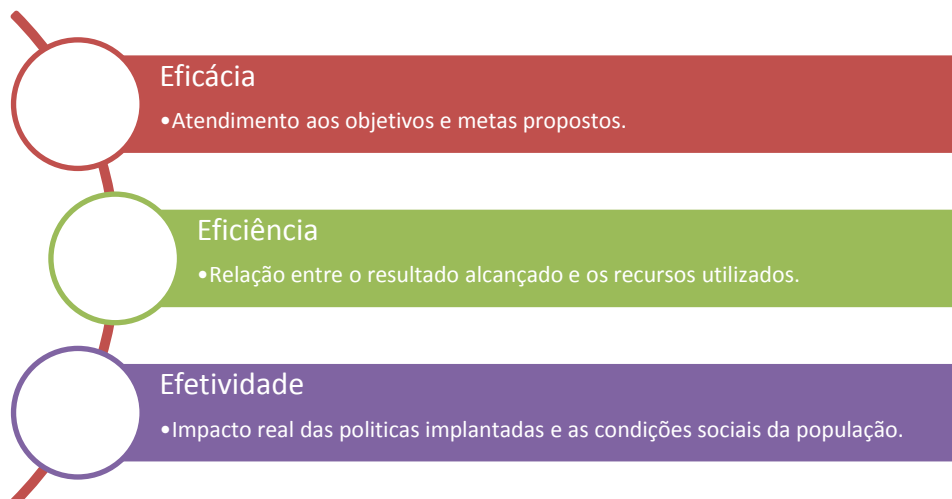 Eficácia
•Atendimento aos objetivos e metas propostos.
Eficiência
•Relação entre o resultado alcançado e os recursos utilizados.
Efetividade
•Impacto real das politicas implantadas e as condições sociais da população.